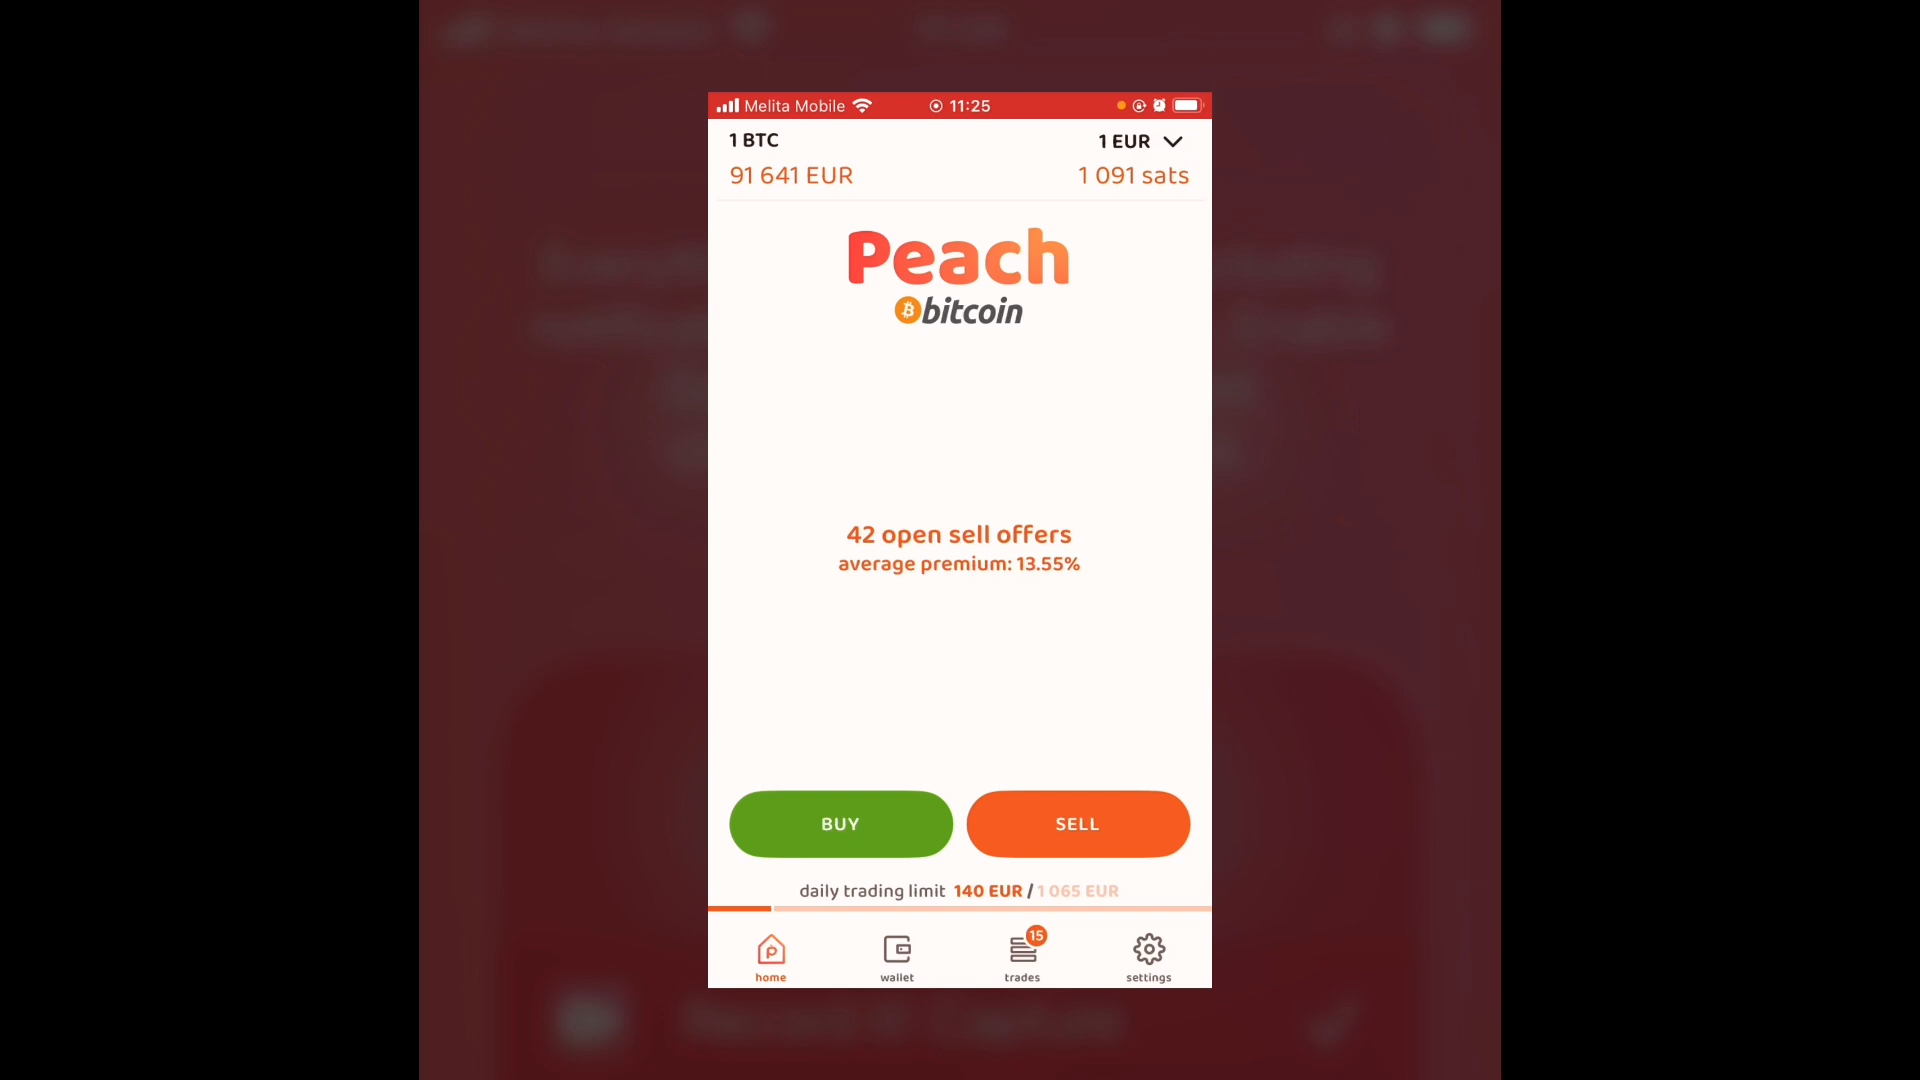 Melita Mobile 11:25
1 BTC 1 EUR
91 641 EUR 1 091 sats
Peach
bitcoin
42 open sell offers
average premium: 13.55%
BUY SELL
daily trading limit 140 EUR / 1 065 EUR
15
home wallet trades settings